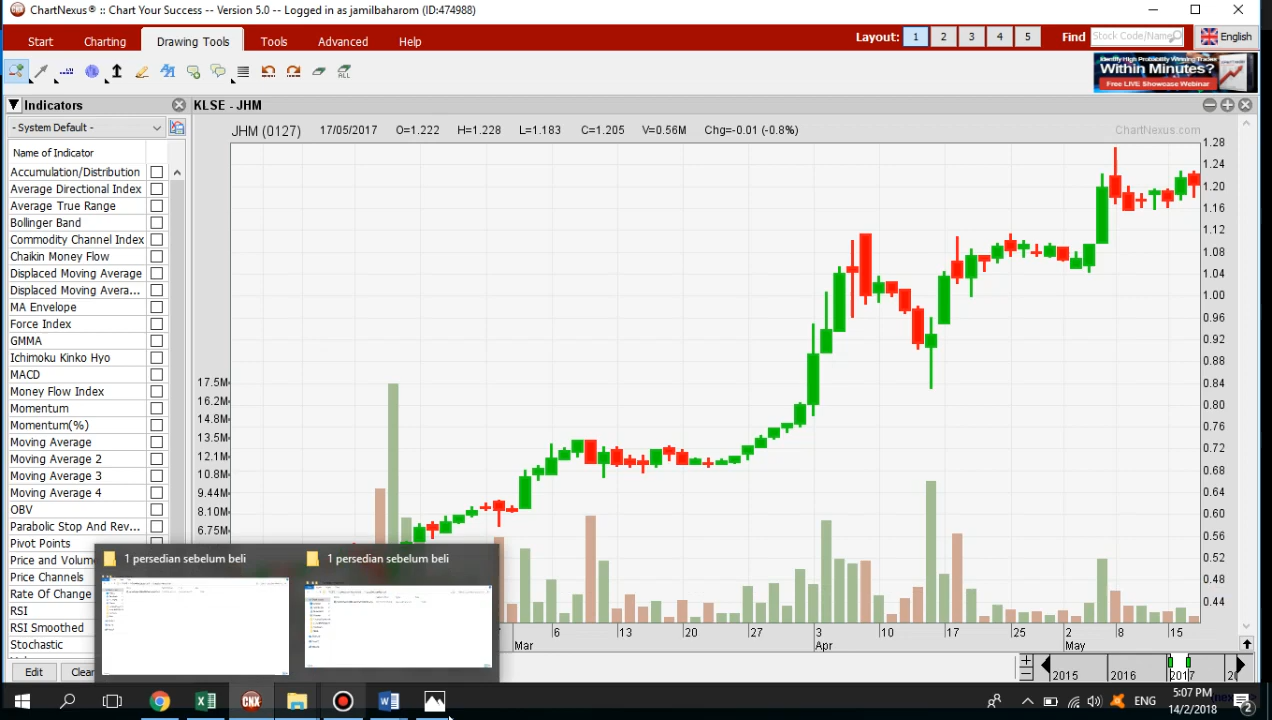 ChartNexus® :: Chart Your Success -- Version 5.0 -- Logged in as jamilbaharom (ID:474988)
Start Charting Drawing Tools Tools Advanced Help Layout: 1 2 3 4 5 Find Stock Code/Name English
ALL
Identify High Probability Winning Trades
Within Minutes?
Free LIVE Showcase Webinar
Indicators
KLSE - JHM
- System Default -
JHM (0127) 17/05/2017 O=1.222 H=1.228 L=1.183 C=1.205 V=0.56M Chg=-0.01 (-0.8%)
ChartNexus.com
Name of Indicator
Accumulation/Distribution
Average Directional Index
Average True Range
Bollinger Band
Commodity Channel Index
Chaikin Money Flow
Displaced Moving Average
Displaced Moving Avera...
MA Envelope
Force Index
GMMA
Ichimoku Kinko Hyo
MACD
Money Flow Index
Momentum
Momentum(%)
Moving Average
Moving Average 2
Moving Average 3
Moving Average 4
OBV
Parabolic Stop And Rev...
Pivot Points
Price and Volume
Price Channels
Rate Of Change
RSI
RSI Smoothed
Stochastic
Edit
Clear
17.5M
16.2M
14.8M
13.5M
12.1M
10.8M
9.44M
8.10M
6.75M
1.28
1.24
1.20
1.16
1.12
1.08
1.04
1.00
0.96
0.92
0.88
0.84
0.80
0.76
0.72
0.68
0.64
0.60
0.56
0.52
0.48
0.44
6 13 20 27 3 10 17 25 2 8 15
Mar Apr May
2015 2016 2017
1 persedian sebelum beli
1 persedian sebelum beli
CNX
ENG
5:07 PM
14/2/2018
2